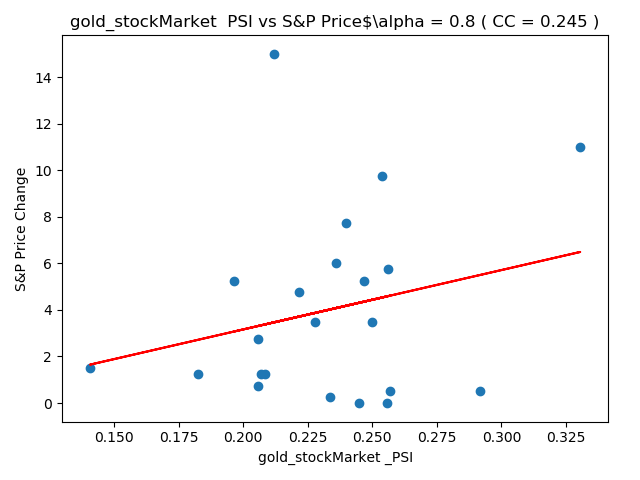 gold_stockMarket  PSI vs S&P Price$\alpha = 0.8 ( CC = 0.245 )
14
12
10
8
6
4
2
0
S&P Price Change
0.150 0.175 0.200 0.225 0.250 0.275 0.300 0.325
gold_stockMarket _PSI